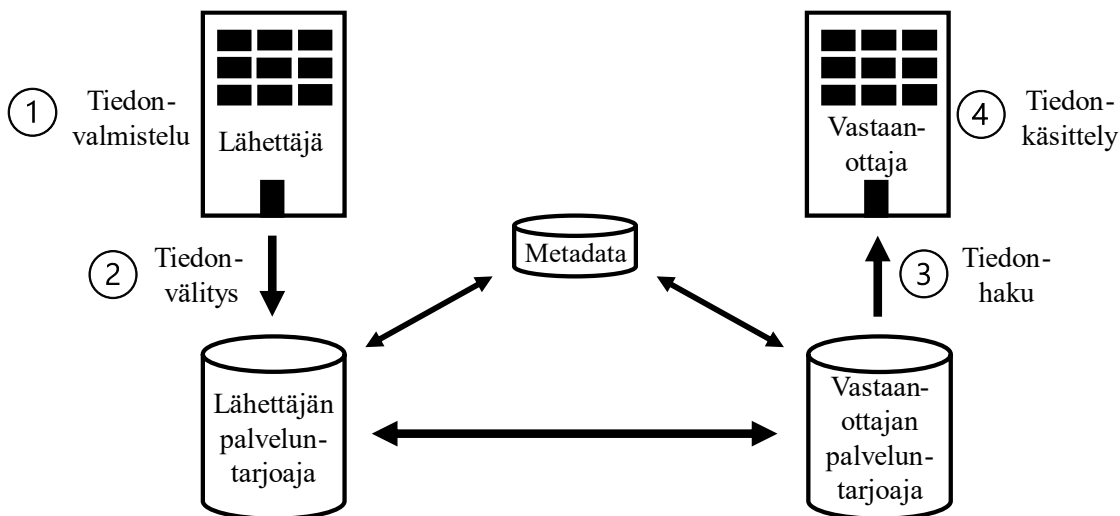 1
Tiedon-
valmistelu
Lähettäjä
Vastaan-
ottaja
4
Tiedon-
käsittely
2
Tiedon-
välitys
Metadata
3
Tiedon-
haku
Lähettäjän
palvelun-
tarjoaja
Vastaan-
ottajan
palvelun-
tarjoaja